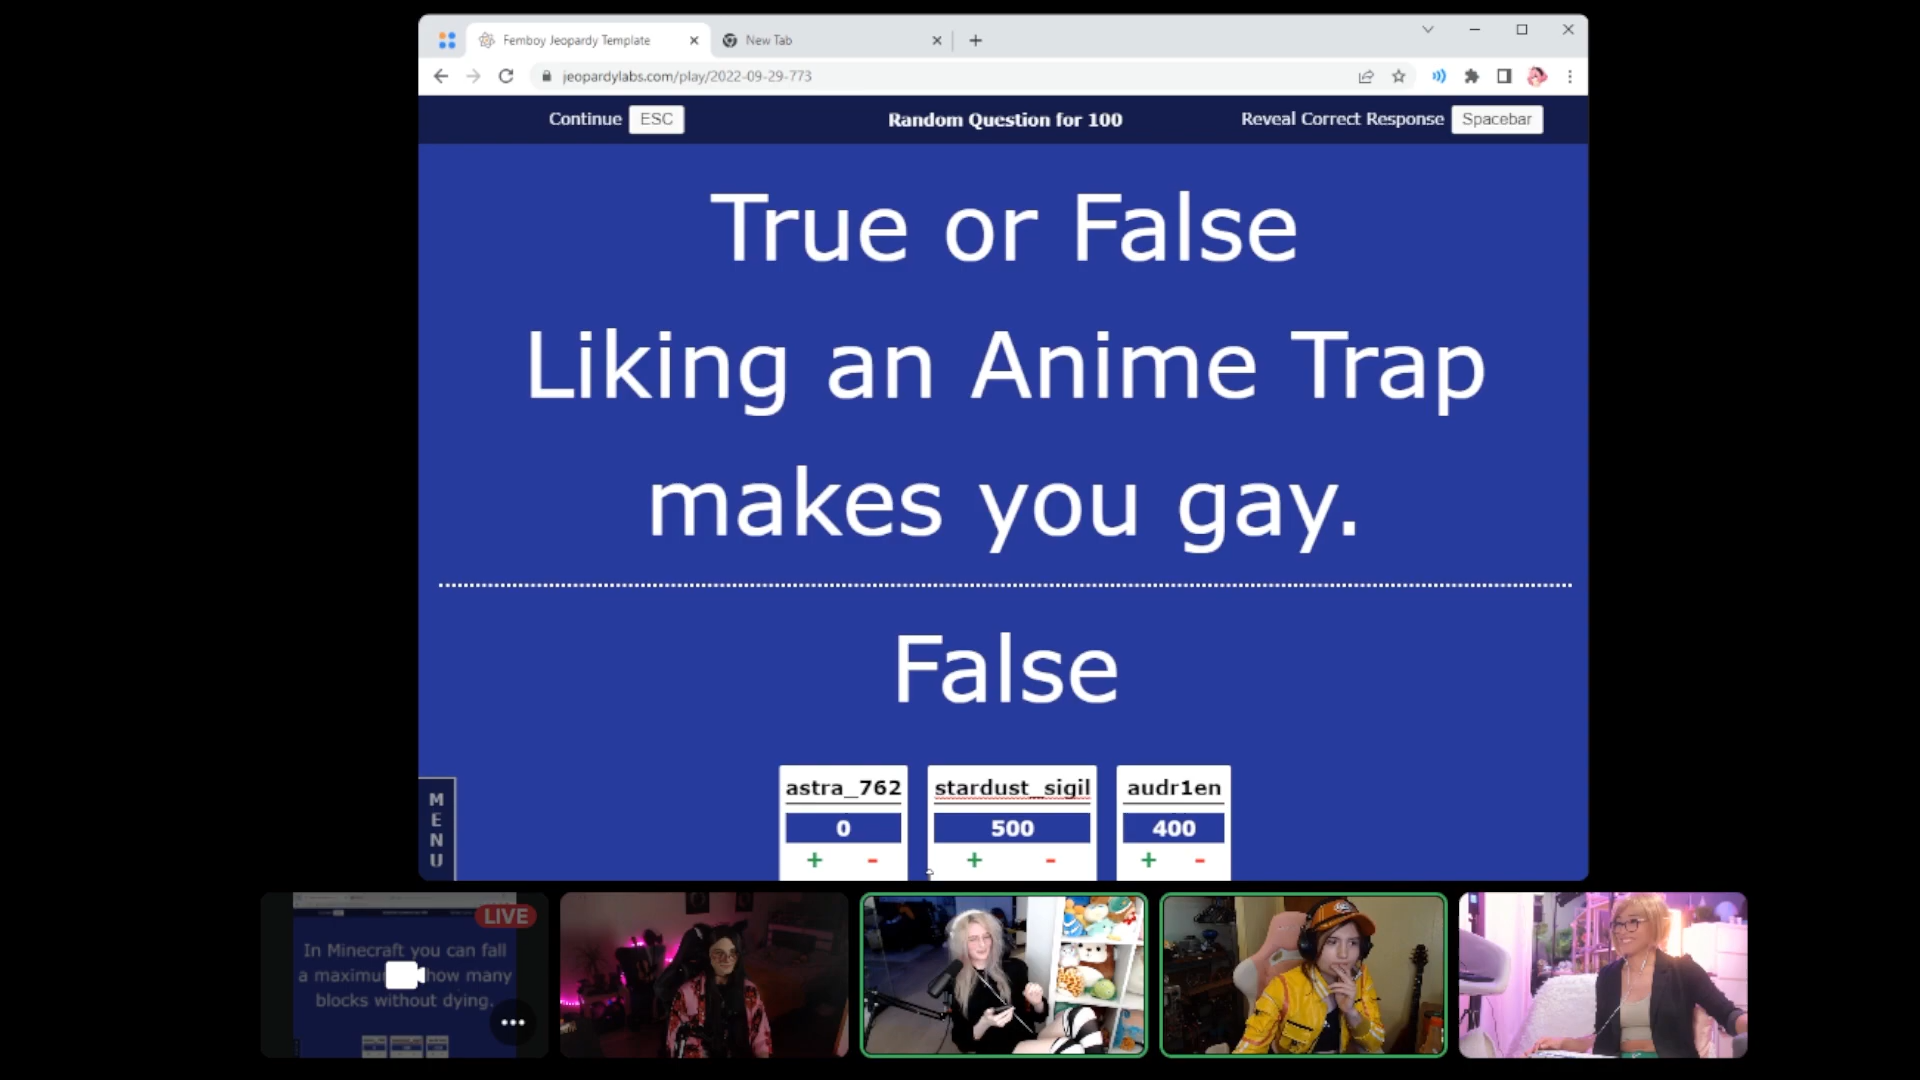 Femboy Jeopardy Template
New Tab
jeopardylabs.com/play/2022-09-29-773
Continue ESC
Random Question for 100
Reveal Correct Response Spacebar
True or False
Liking an Anime Trap
makes you gay.
False
MENU
astra_762 stardust_sigil audr1en
0 500 400
+ - + - + -
LIVE
In Minecraft you can fall
a maximu how many
blocks without dying.